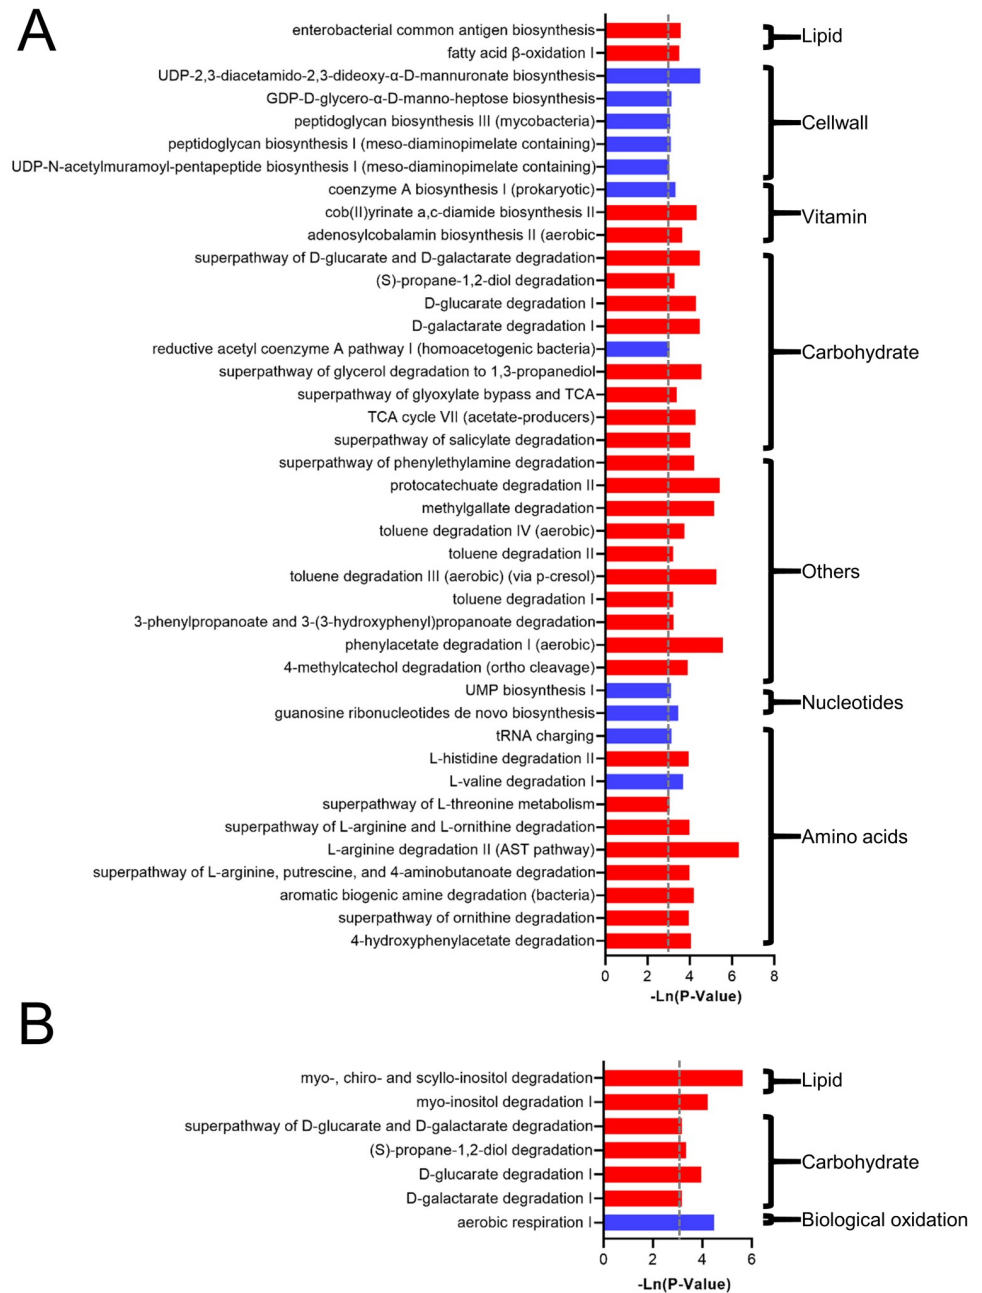 A
enterobacterial common antigen biosynthesis
fatty acid β-oxidation I
Lipid
UDP-2,3-diacetamido-2,3-dideoxy-α-D-mannuronate biosynthesis
GDP-D-glycero-α-D-manno-heptose biosynthesis
peptidoglycan biosynthesis III (mycobacteria)
peptidoglycan biosynthesis I (meso-diaminopimelate containing)
UDP-N-acetylmuramoyl-pentapeptide biosynthesis I (meso-diaminopimelate containing)
Cellwall
coenzyme A biosynthesis I (prokaryotic)
cob(II)yrinate a,c-diamide biosynthesis II
adenosylcobalamin biosynthesis II (aerobic
Vitamin
superpathway of D-glucarate and D-galactarate degradation
(S)-propane-1,2-diol degradation
D-glucarate degradation I
D-galactarate degradation I
reductive acetyl coenzyme A pathway I (homoacetogenic bacteria)
superpathway of glycerol degradation to 1,3-propanediol
superpathway of glyoxylate bypass and TCA
TCA cycle VII (acetate-producers)
superpathway of salicylate degradation
Carbohydrate
superpathway of phenylethylamine degradation
protocatechuate degradation II
methylgallate degradation
toluene degradation IV (aerobic)
toluene degradation II
toluene degradation III (aerobic) (via p-cresol)
toluene degradation I
3-phenylpropanoate and 3-(3-hydroxyphenyl)propanoate degradation
phenylacetate degradation I (aerobic)
4-methylcatechol degradation (ortho cleavage)
Others
UMP biosynthesis I
guanosine ribonucleotides de novo biosynthesis
Nucleotides
tRNA charging
L-histidine degradation II
L-valine degradation I
superpathway of L-threonine metabolism
superpathway of L-arginine and L-ornithine degradation
L-arginine degradation II (AST pathway)
superpathway of L-arginine, putrescine, and 4-aminobutanoate degradation
aromatic biogenic amine degradation (bacteria)
superpathway of ornithine degradation
4-hydroxyphenylacetate degradation
Amino acids
0 2 4 6 8
-Ln(P-Value)
B
myo-, chiro- and scyllo-inositol degradation
myo-inositol degradation I
Lipid
superpathway of D-glucarate and D-galactarate degradation
(S)-propane-1,2-diol degradation
D-glucarate degradation I
D-galactarate degradation I
Carbohydrate
aerobic respiration I
Biological oxidation
0 2 4 6
-Ln(P-Value)